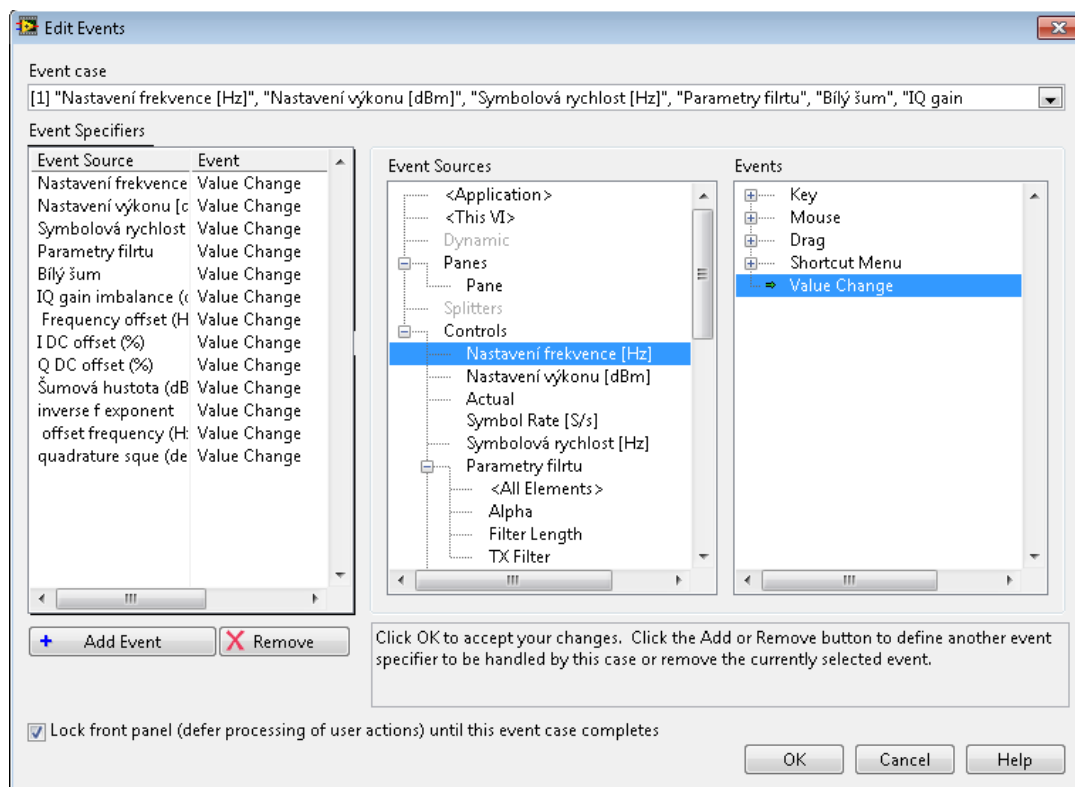 Edit Events
Event case
[1] "Nastavení frekvence [Hz]", "Nastavení výkonu [dBm]", "Symbolová rychlost [Hz]", "Parametry filrtu", "Bílý šum", "IQ gain
Event Specifiers
Event Source Event
Nastavení frekvence Value Change
Nastavení výkonu [d Value Change
Symbolová rychlost Value Change
Parametry filrtu Value Change
Bílý šum Value Change
IQ gain imbalance (d Value Change
Frequency offset (H Value Change
I DC offset (%) Value Change
Q DC offset (%) Value Change
Šumová hustota (dB Value Change
inverse f exponent Value Change
offset frequency (H: Value Change
quadrature sque (de Value Change
Add Event
Remove
Event Sources
<Application>
<This VI>
Dynamic
Panes
Pane
Splitters
Controls
Nastavení frekvence [Hz]
Nastavení výkonu [dBm]
Actual
Symbol Rate [S/s]
Symbolová rychlost [Hz]
Parametry filrtu
<All Elements>
Alpha
Filter Length
TX Filter
Events
Key
Mouse
Drag
Shortcut Menu
Value Change
Click OK to accept your changes. Click the Add or Remove button to define another event
specifier to be handled by this case or remove the currently selected event.
Lock front panel (defer processing of user actions) until this event case completes
OK
Cancel
Help